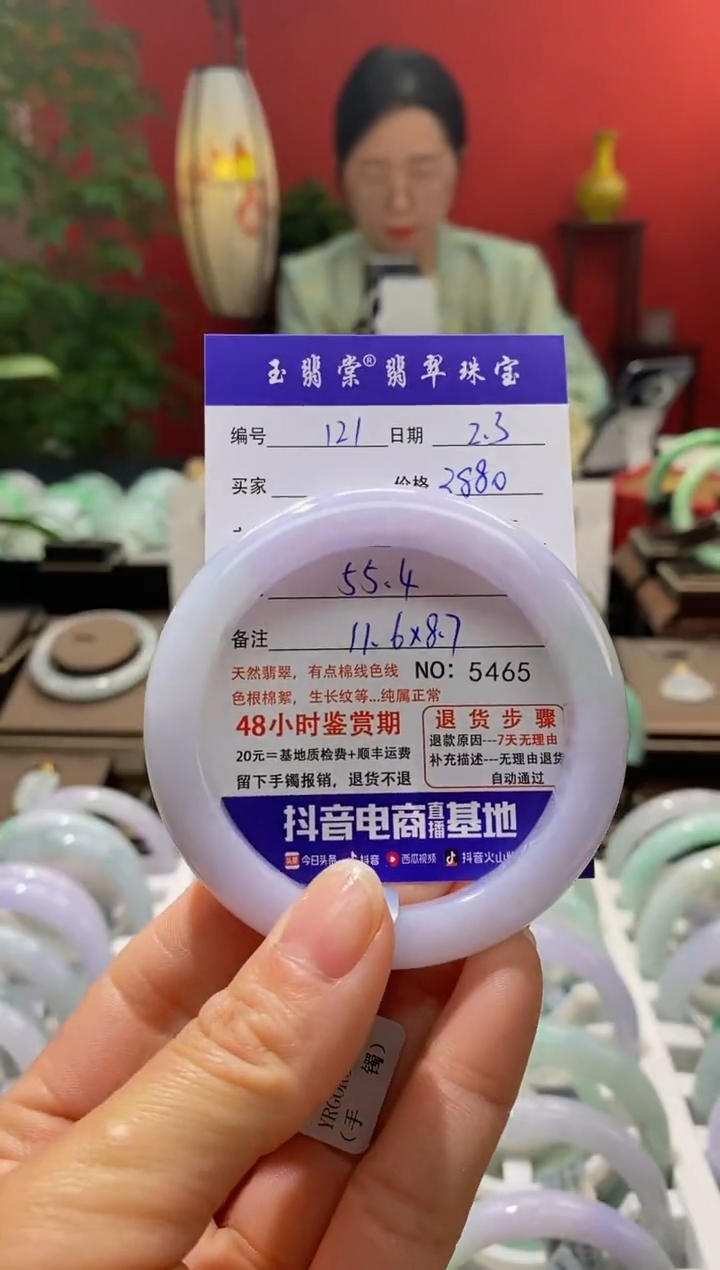 玉翡棠®翡翠珠宝
编号 121 日期 2.3
买家 价格 2880
55.4
备注 11.6x8.7
天然翡翠，有点棉线色线 NO：5465
色根棉絮，生长纹等...纯属正常
48小时鉴赏期
20元＝基地质检费+顺丰运费
留下手镯报销，退货不退
退货步骤
退款原因---7天无理由
补充描述---无理由退货
自动通过
抖音电商直播基地
头条 今日头条 抖音 西瓜视频 抖音火山
(手 镯)